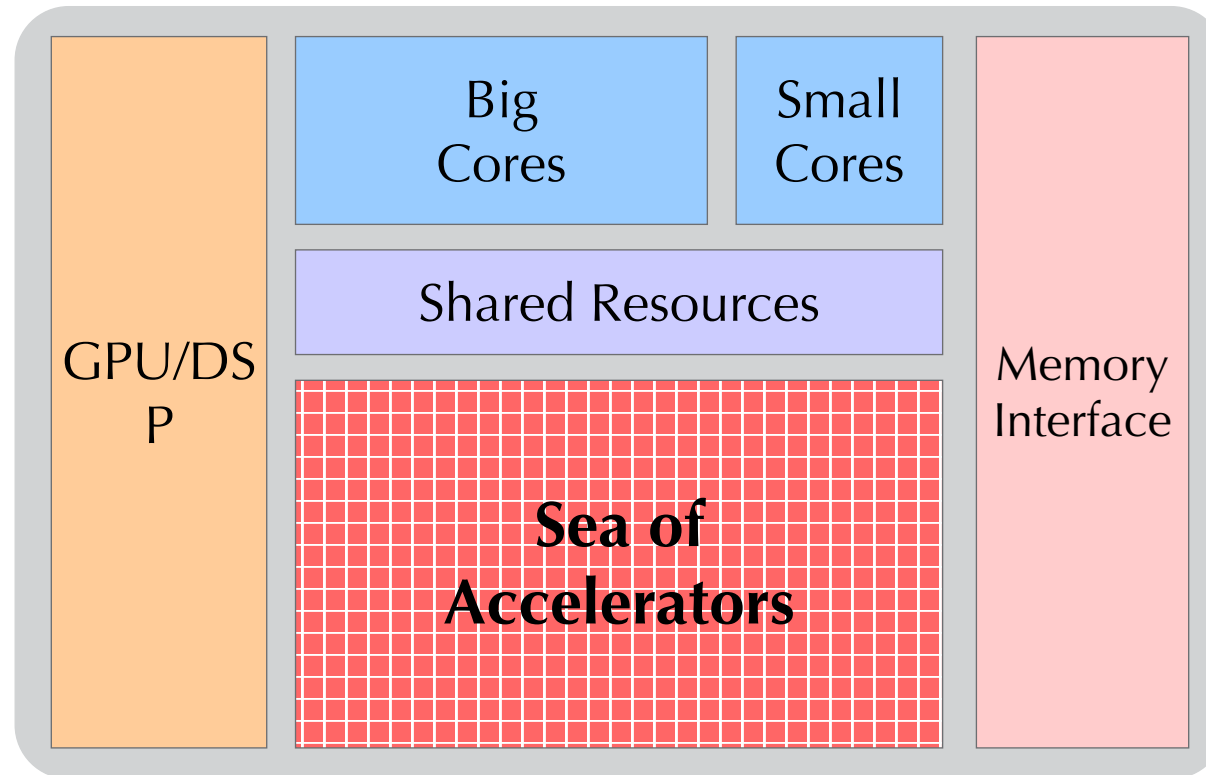 Big
Cores
Small
Cores
Shared Resources
GPU/DS
P
Memory
Interface
Sea of
Accelerators